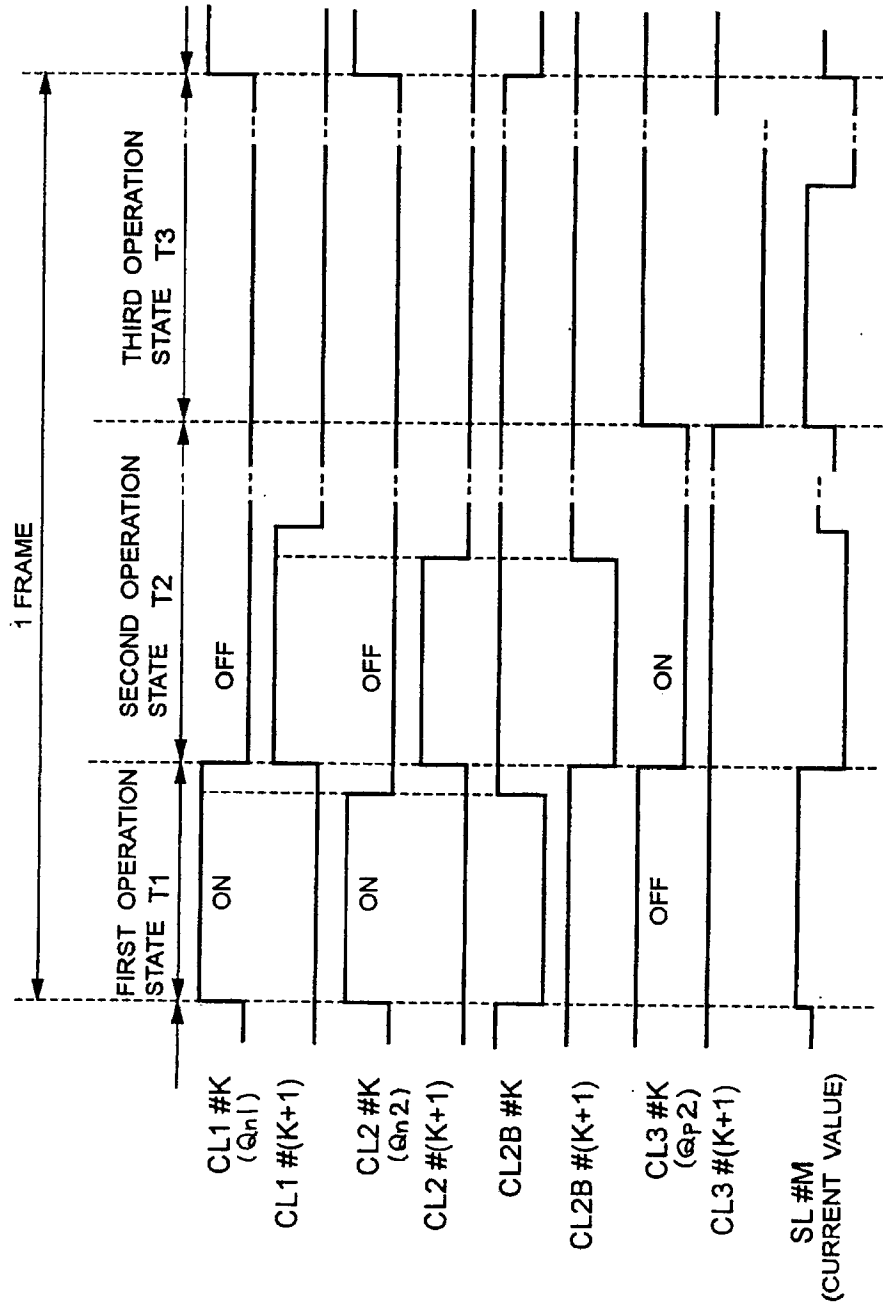 1 FRAME
FIRST OPERATION
STATE T1
SECOND OPERATION
STATE T2
THIRD OPERATION
STATE T3
CL1 #K
(Qn1)
ON
OFF
CL1 #(K+1)
CL2 #K
(Qn2)
ON
OFF
CL2 #(K+1)
CL2B #K
CL2B #(K+1)
CL3 #K
(Qp2)
OFF
ON
CL3 #(K+1)
SL #M
(CURRENT VALUE)